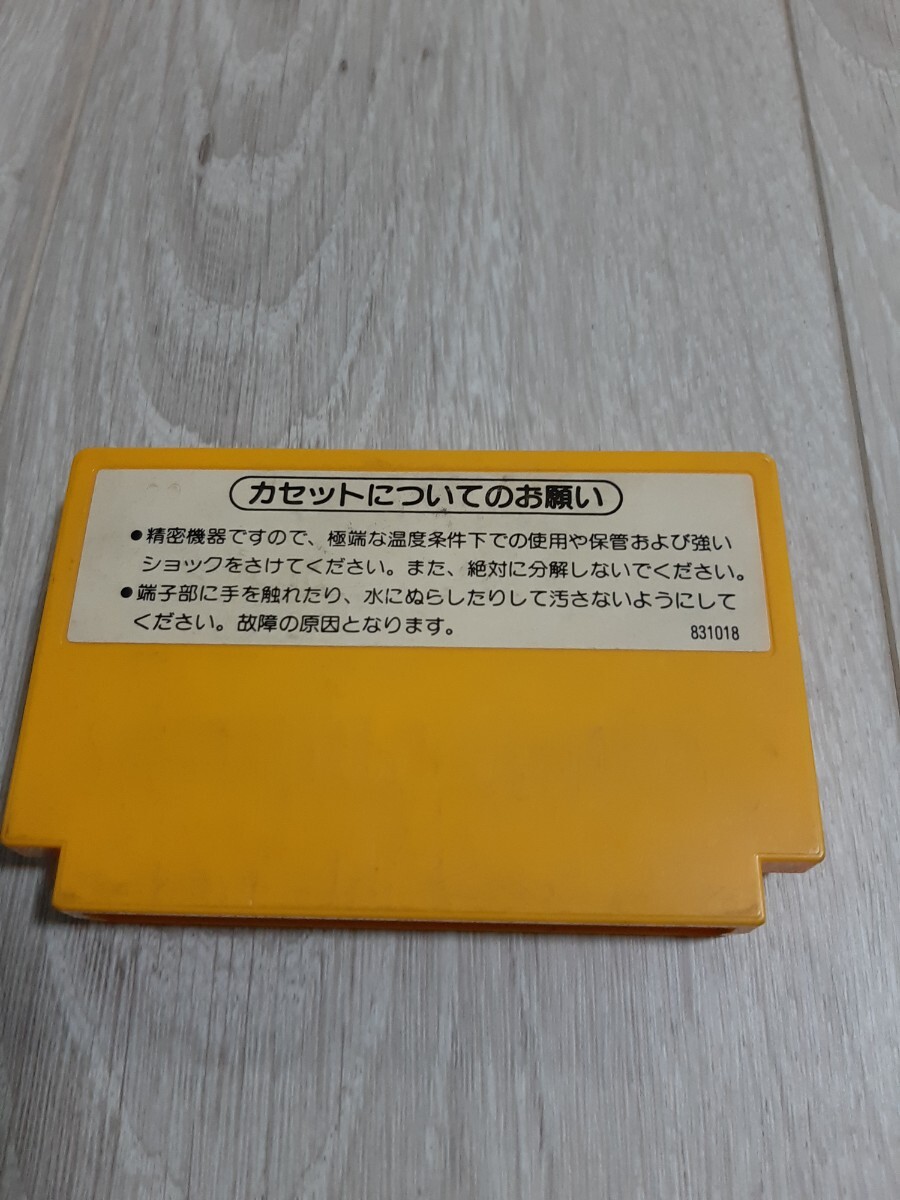 カセットについてのお願い
●精密機器ですので、極端な温度条件下での使用や保管および強い
ショックをさけてください。また、絶対に分解しないでください。
●端子部に手を触れたり、水にぬらしたりして汚さないようにして
ください。故障の原因となります。
831018